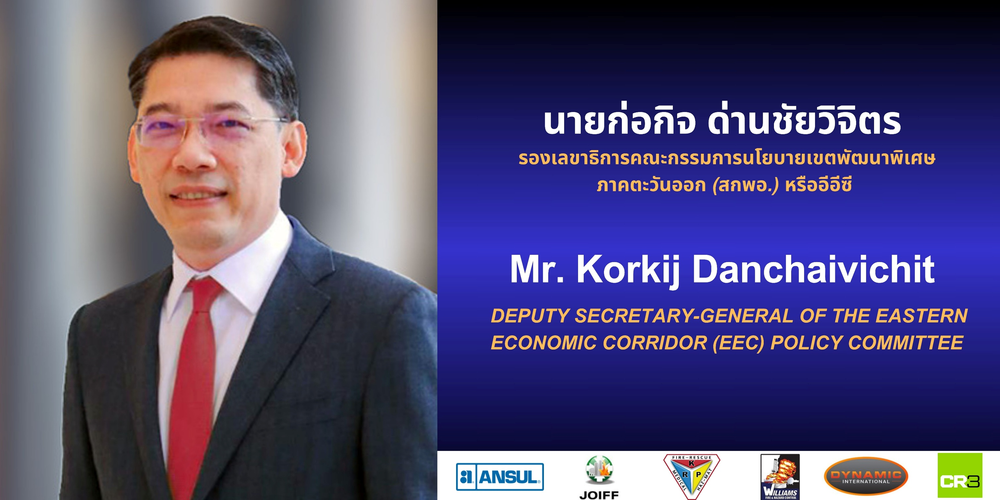 นายก่อกิจ ด่านชัยวิจิตร
รองเลขาธิการคณะกรรมการนโยบายเขตพัฒนาพิเศษ
ภาคตะวันออก (สกพอ.) หรืออีอีซี
Mr. Korkij Danchaivichit
DEPUTY SECRETARY-GENERAL OF THE EASTERN
ECONOMIC CORRIDOR (EEC) POLICY COMMITTEE
a ANSUL®
JOIFF
FIRE-RESCUE
K
R P
MEDICAL
HAZ-MAT
WILLIAMS
FIRE & HAZARD CONTROL
DYNAMIC
INTERNATIONAL
CR3